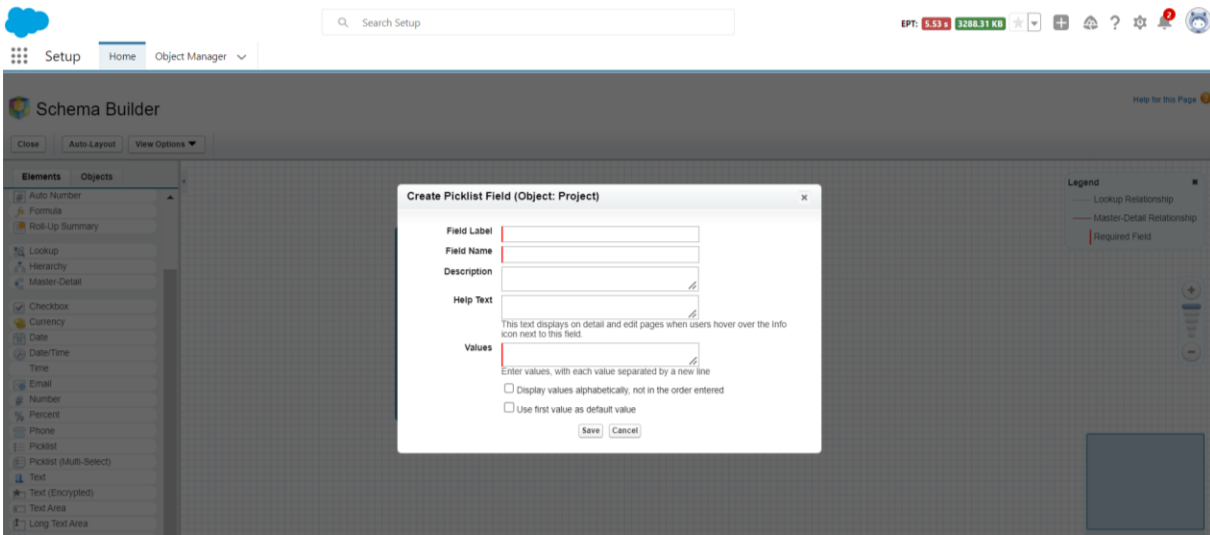 Search Setup
EPT: 5.53 s 3288.31 KB
2
Setup Home Object Manager
Schema Builder
Help for this Page
Close Auto-Layout View Options
Elements Objects
Auto Number
Formula
Roll-Up Summary
Lookup
Hierarchy
Master-Detail
Checkbox
Currency
Date
Date/Time
Time
Email
Number
Percent
Phone
Picklist
Picklist (Multi-Select)
Text
Text (Encrypted)
Text Area
Long Text Area
Create Picklist Field (Object: Project)
Field Label
Field Name
Description
Help Text
This text displays on detail and edit pages when users hover over the Info
icon next to this field.
Values
Enter values, with each value separated by a new line
Display values alphabetically, not in the order entered
Use first value as default value
Save Cancel
Legend
Lookup Relationship
Master-Detail Relationship
Required Field